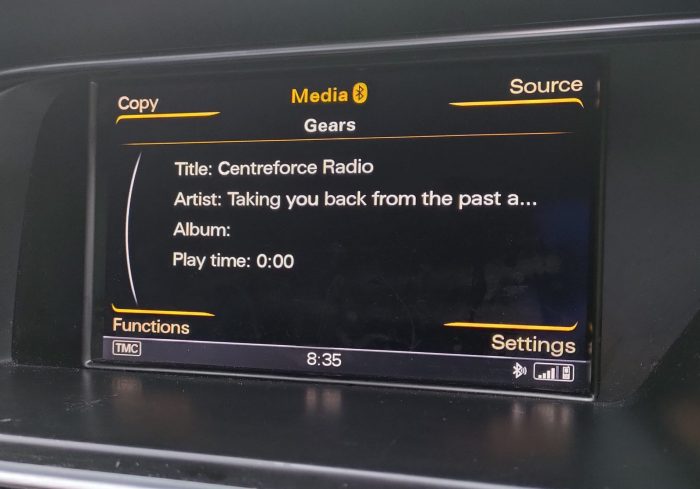 Copy
Media
Source
Gears
Title: Centreforce Radio
Artist: Taking you back from the past a...
Album:
Play time: 0:00
Functions
Settings
TMC
8:35